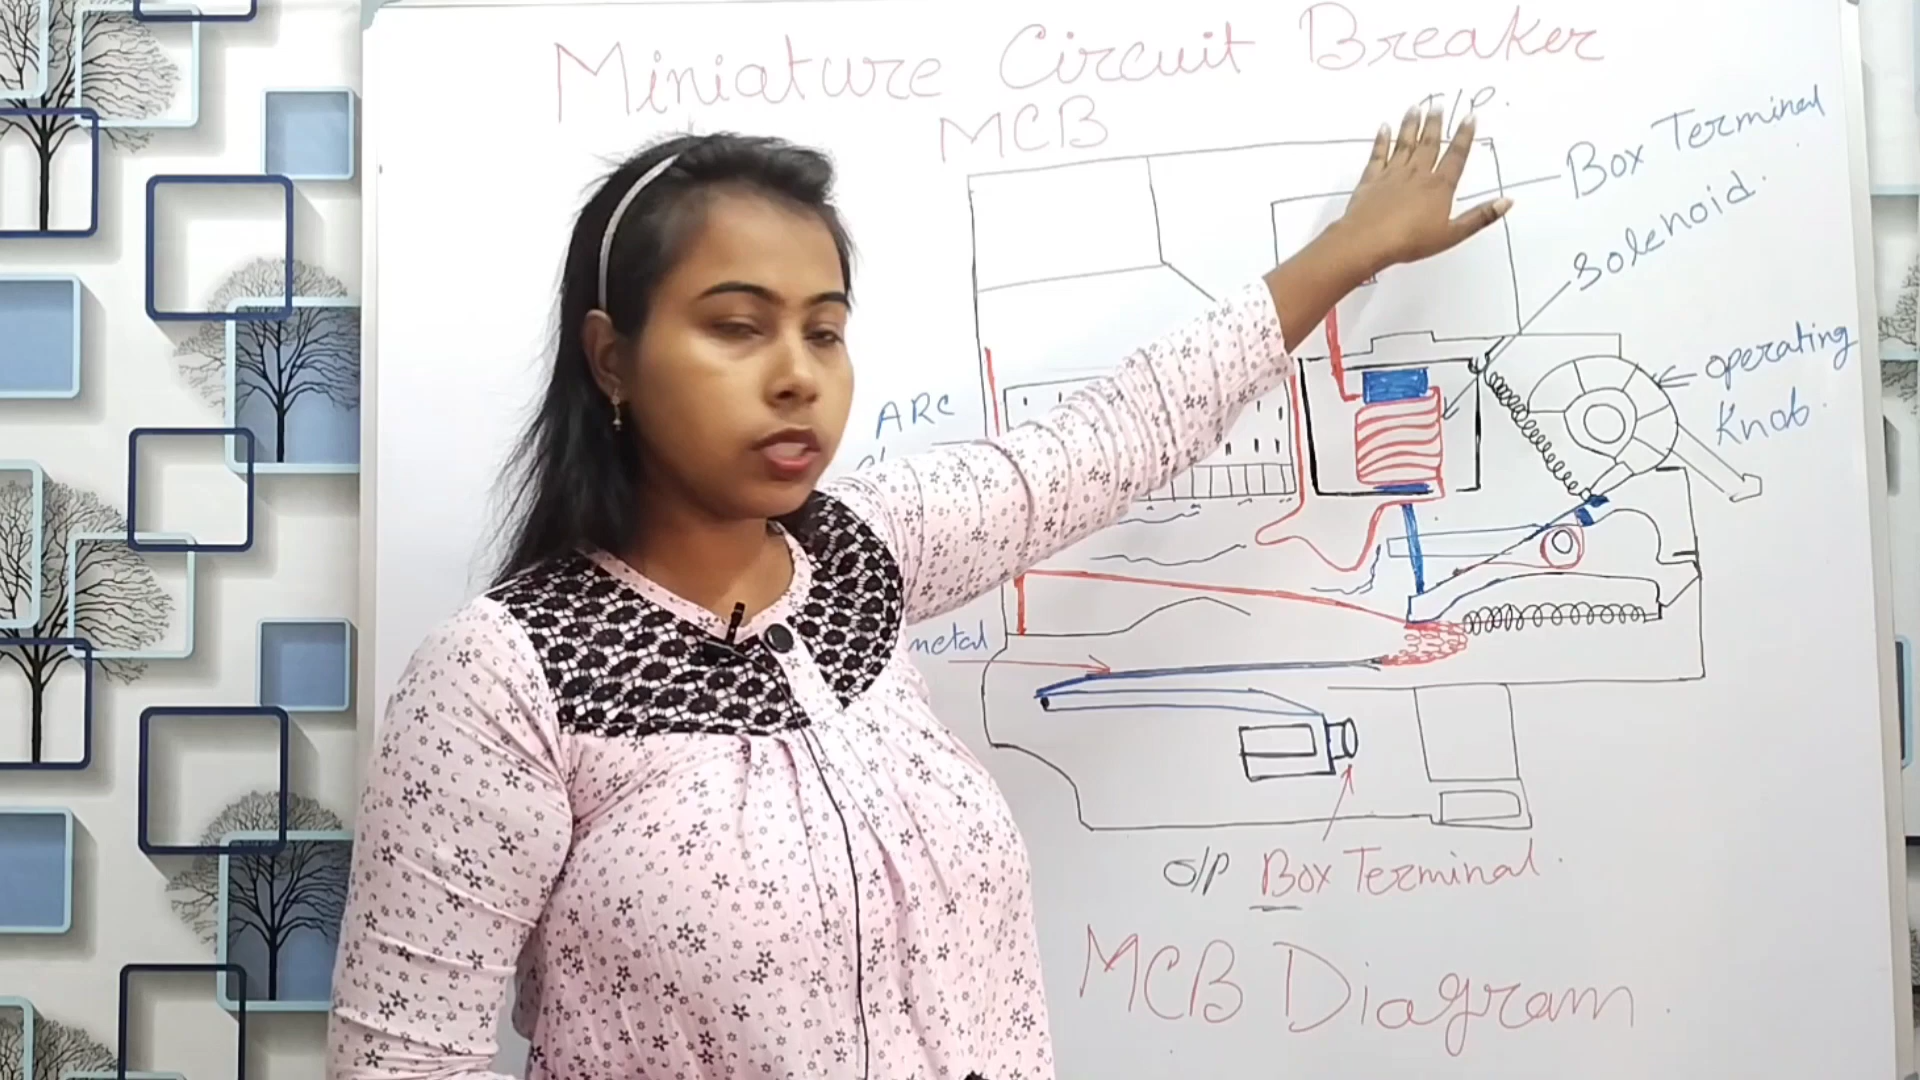 Miniature Circuit Breaker
MCB
I/P.
Box Terminal
Solenoid.
operating
Knob.
ARC
metal
O/P Box Terminal.
MCB Diagram.